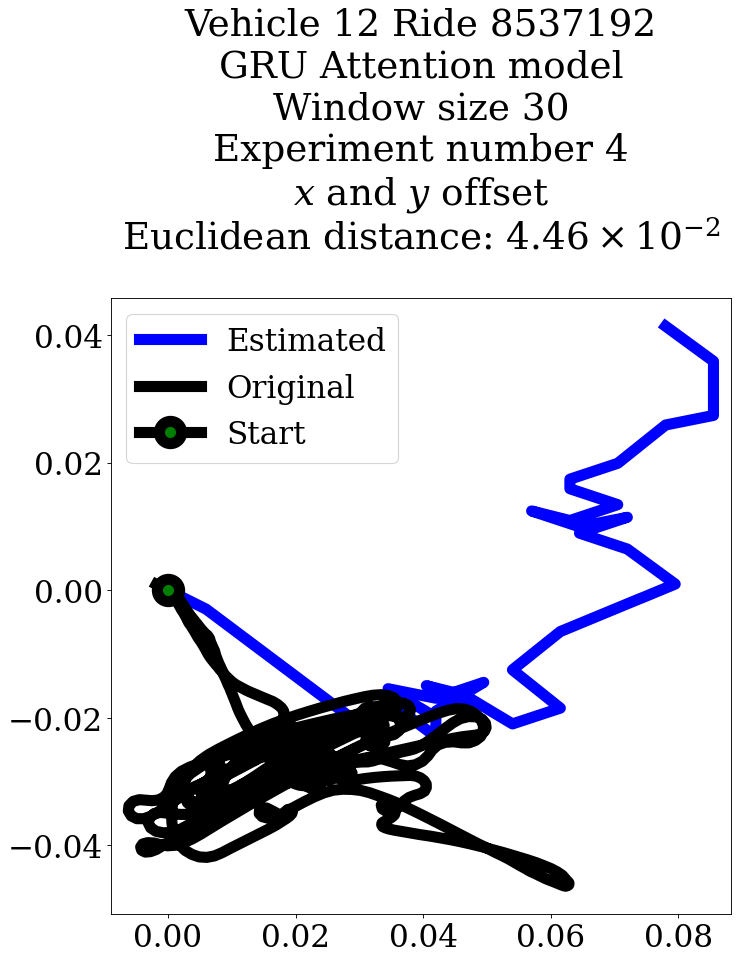 Vehicle 12 Ride 8537192
GRU Attention model
Window size 30
Experiment number 4
x and y offset
Euclidean distance: 4.46 × 10⁻²
Estimated
Original
Start
0.04
0.02
0.00
−0.02
−0.04
0.00 0.02 0.04 0.06 0.08